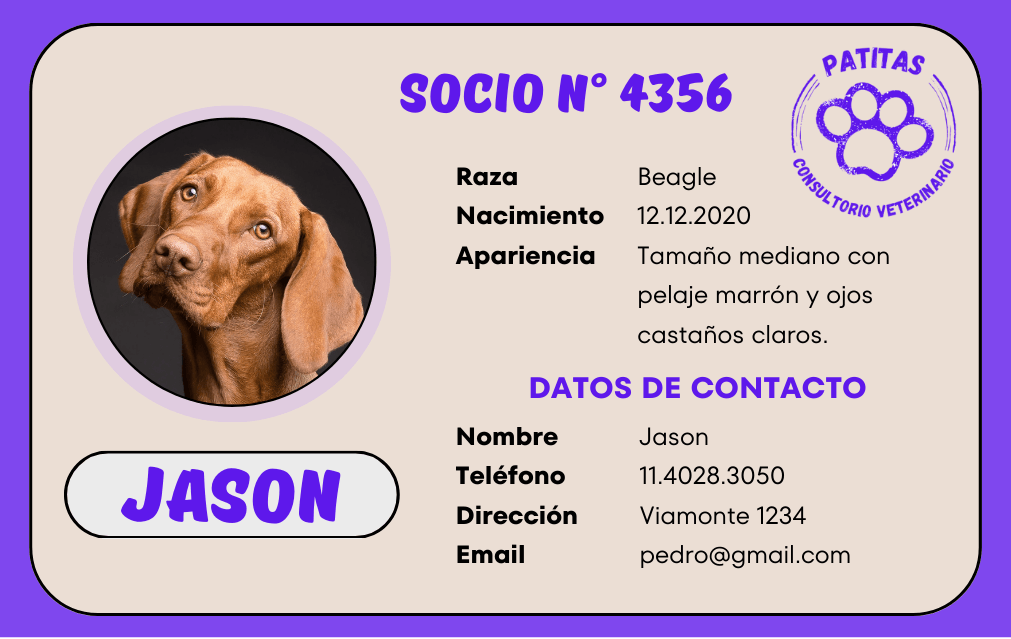 SOCIO N° 4356
PATITAS
CONSULTORIO VETERINARIO
Raza Beagle
Nacimiento 12.12.2020
Apariencia Tamaño mediano con
pelaje marrón y ojos
castaños claros.
DATOS DE CONTACTO
Nombre Jason
Teléfono 11.4028.3050
Dirección Viamonte 1234
Email pedro@gmail.com
JASON